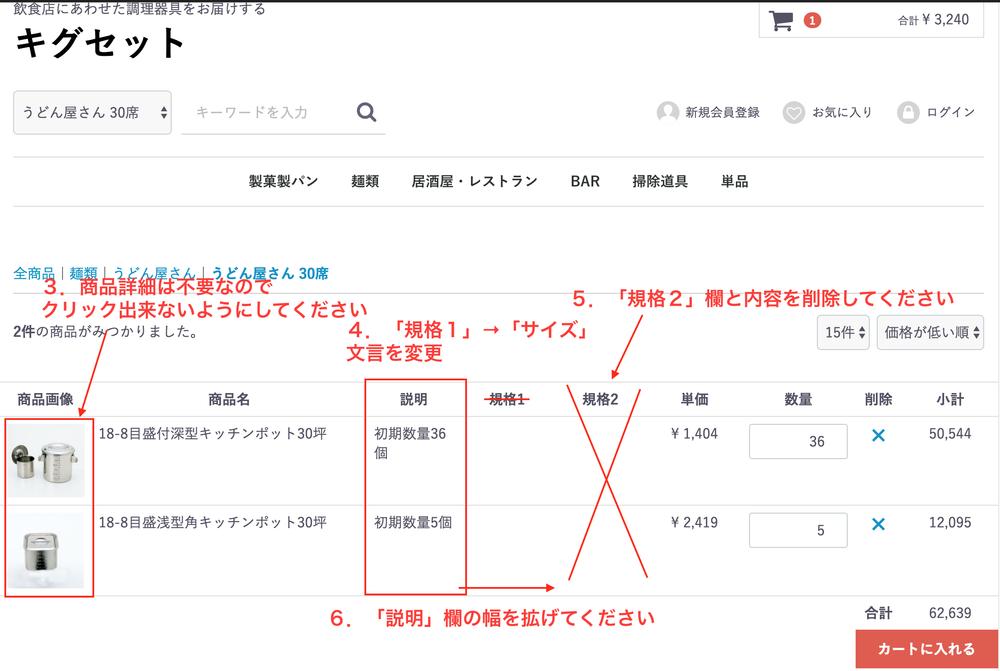 飲食店にあわせた調理器具をお届けする
キグセット
1
合計 ¥ 3,240
うどん屋さん 30席
キーワードを入力
新規会員登録
お気に入り
ログイン
製菓製パン 麺類 居酒屋・レストラン BAR 掃除道具 単品
全商品 | 麺類 | うどん屋さん | うどん屋さん 30席
3．商品詳細は不要なので
クリック出来ないようにしてください
5．「規格２」欄と内容を削除してください
2件の商品がみつかりました。
4．「規格１」→「サイズ」
文言を変更
15件
価格が低い順
商品画像 商品名 説明 規格1 規格2 単価 数量 削除 小計
18-8目盛付深型キッチンポット30坪 初期数量36 ¥ 1,404 36 50,544
個
18-8目盛浅型角キッチンポット30坪 初期数量5個 ¥ 2,419 5 12,095
6．「説明」欄の幅を拡げてください
合計 62,639
カートに入れる